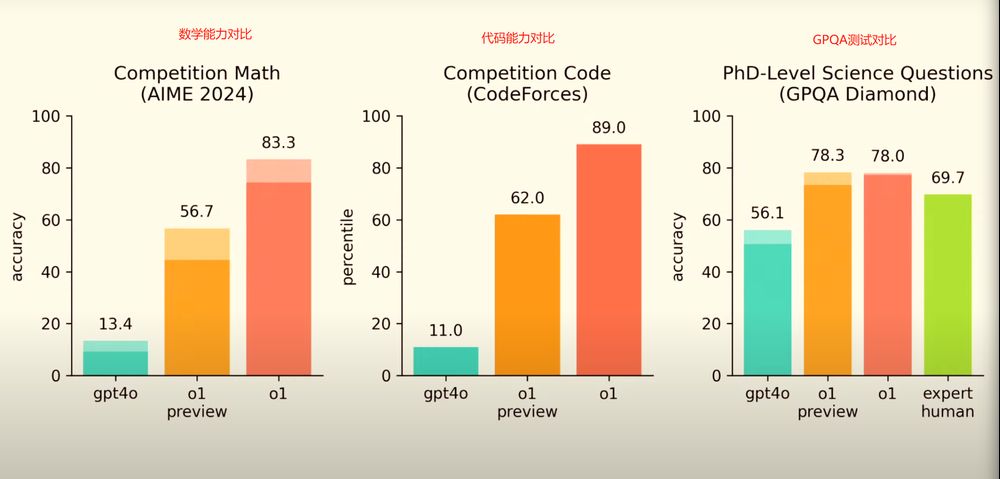 数学能力对比
Competition Math
(AIME 2024)
100
80
60
40
20
0
accuracy
13.4
56.7
83.3
gpt4o
o1
preview
o1
代码能力对比
Competition Code
(CodeForces)
100
80
60
40
20
0
percentile
11.0
62.0
89.0
gpt4o
o1
preview
o1
GPQA测试对比
PhD-Level Science Questions
(GPQA Diamond)
100
80
60
40
20
0
accuracy
56.1
78.3
78.0
69.7
gpt4o
o1
preview
o1
expert
human